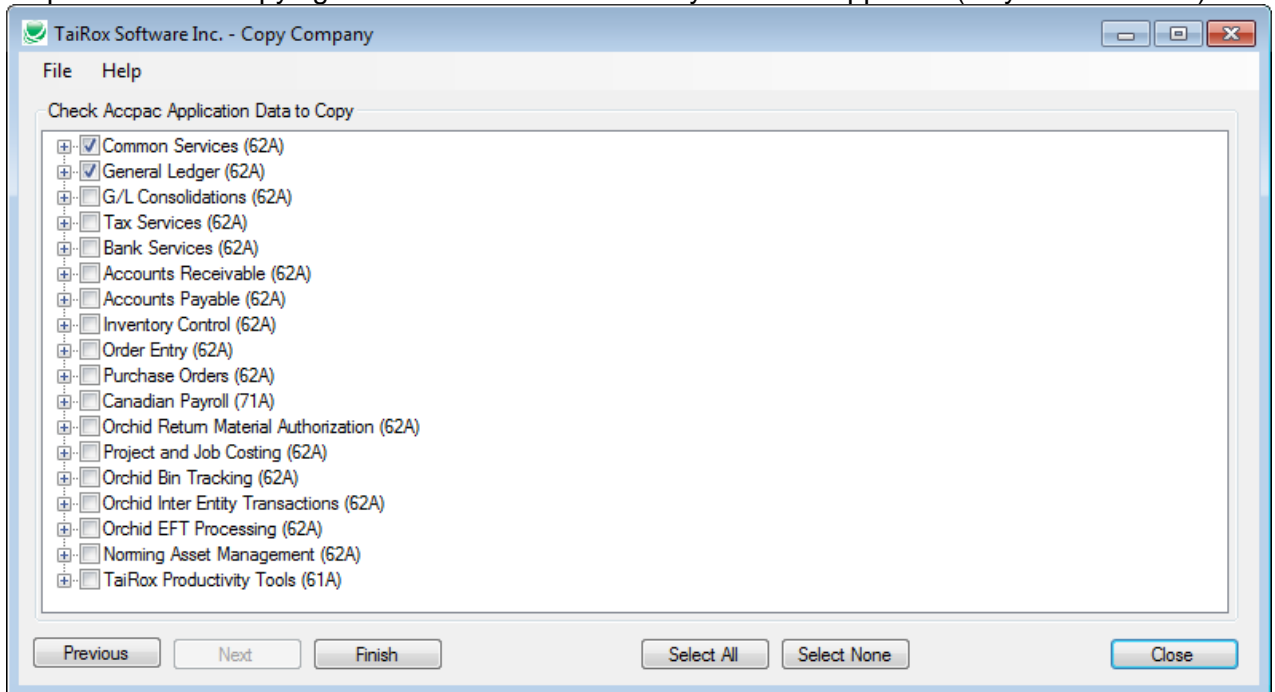 TaiRox Software Inc. - Copy Company
File Help
Check Accpac Application Data to Copy
Common Services (62A)
General Ledger (62A)
G/L Consolidations (62A)
Tax Services (62A)
Bank Services (62A)
Accounts Receivable (62A)
Accounts Payable (62A)
Inventory Control (62A)
Order Entry (62A)
Purchase Orders (62A)
Canadian Payroll (71A)
Orchid Return Material Authorization (62A)
Project and Job Costing (62A)
Orchid Bin Tracking (62A)
Orchid Inter Entity Transactions (62A)
Orchid EFT Processing (62A)
Norming Asset Management (62A)
TaiRox Productivity Tools (61A)
Previous Next Finish Select All Select None Close